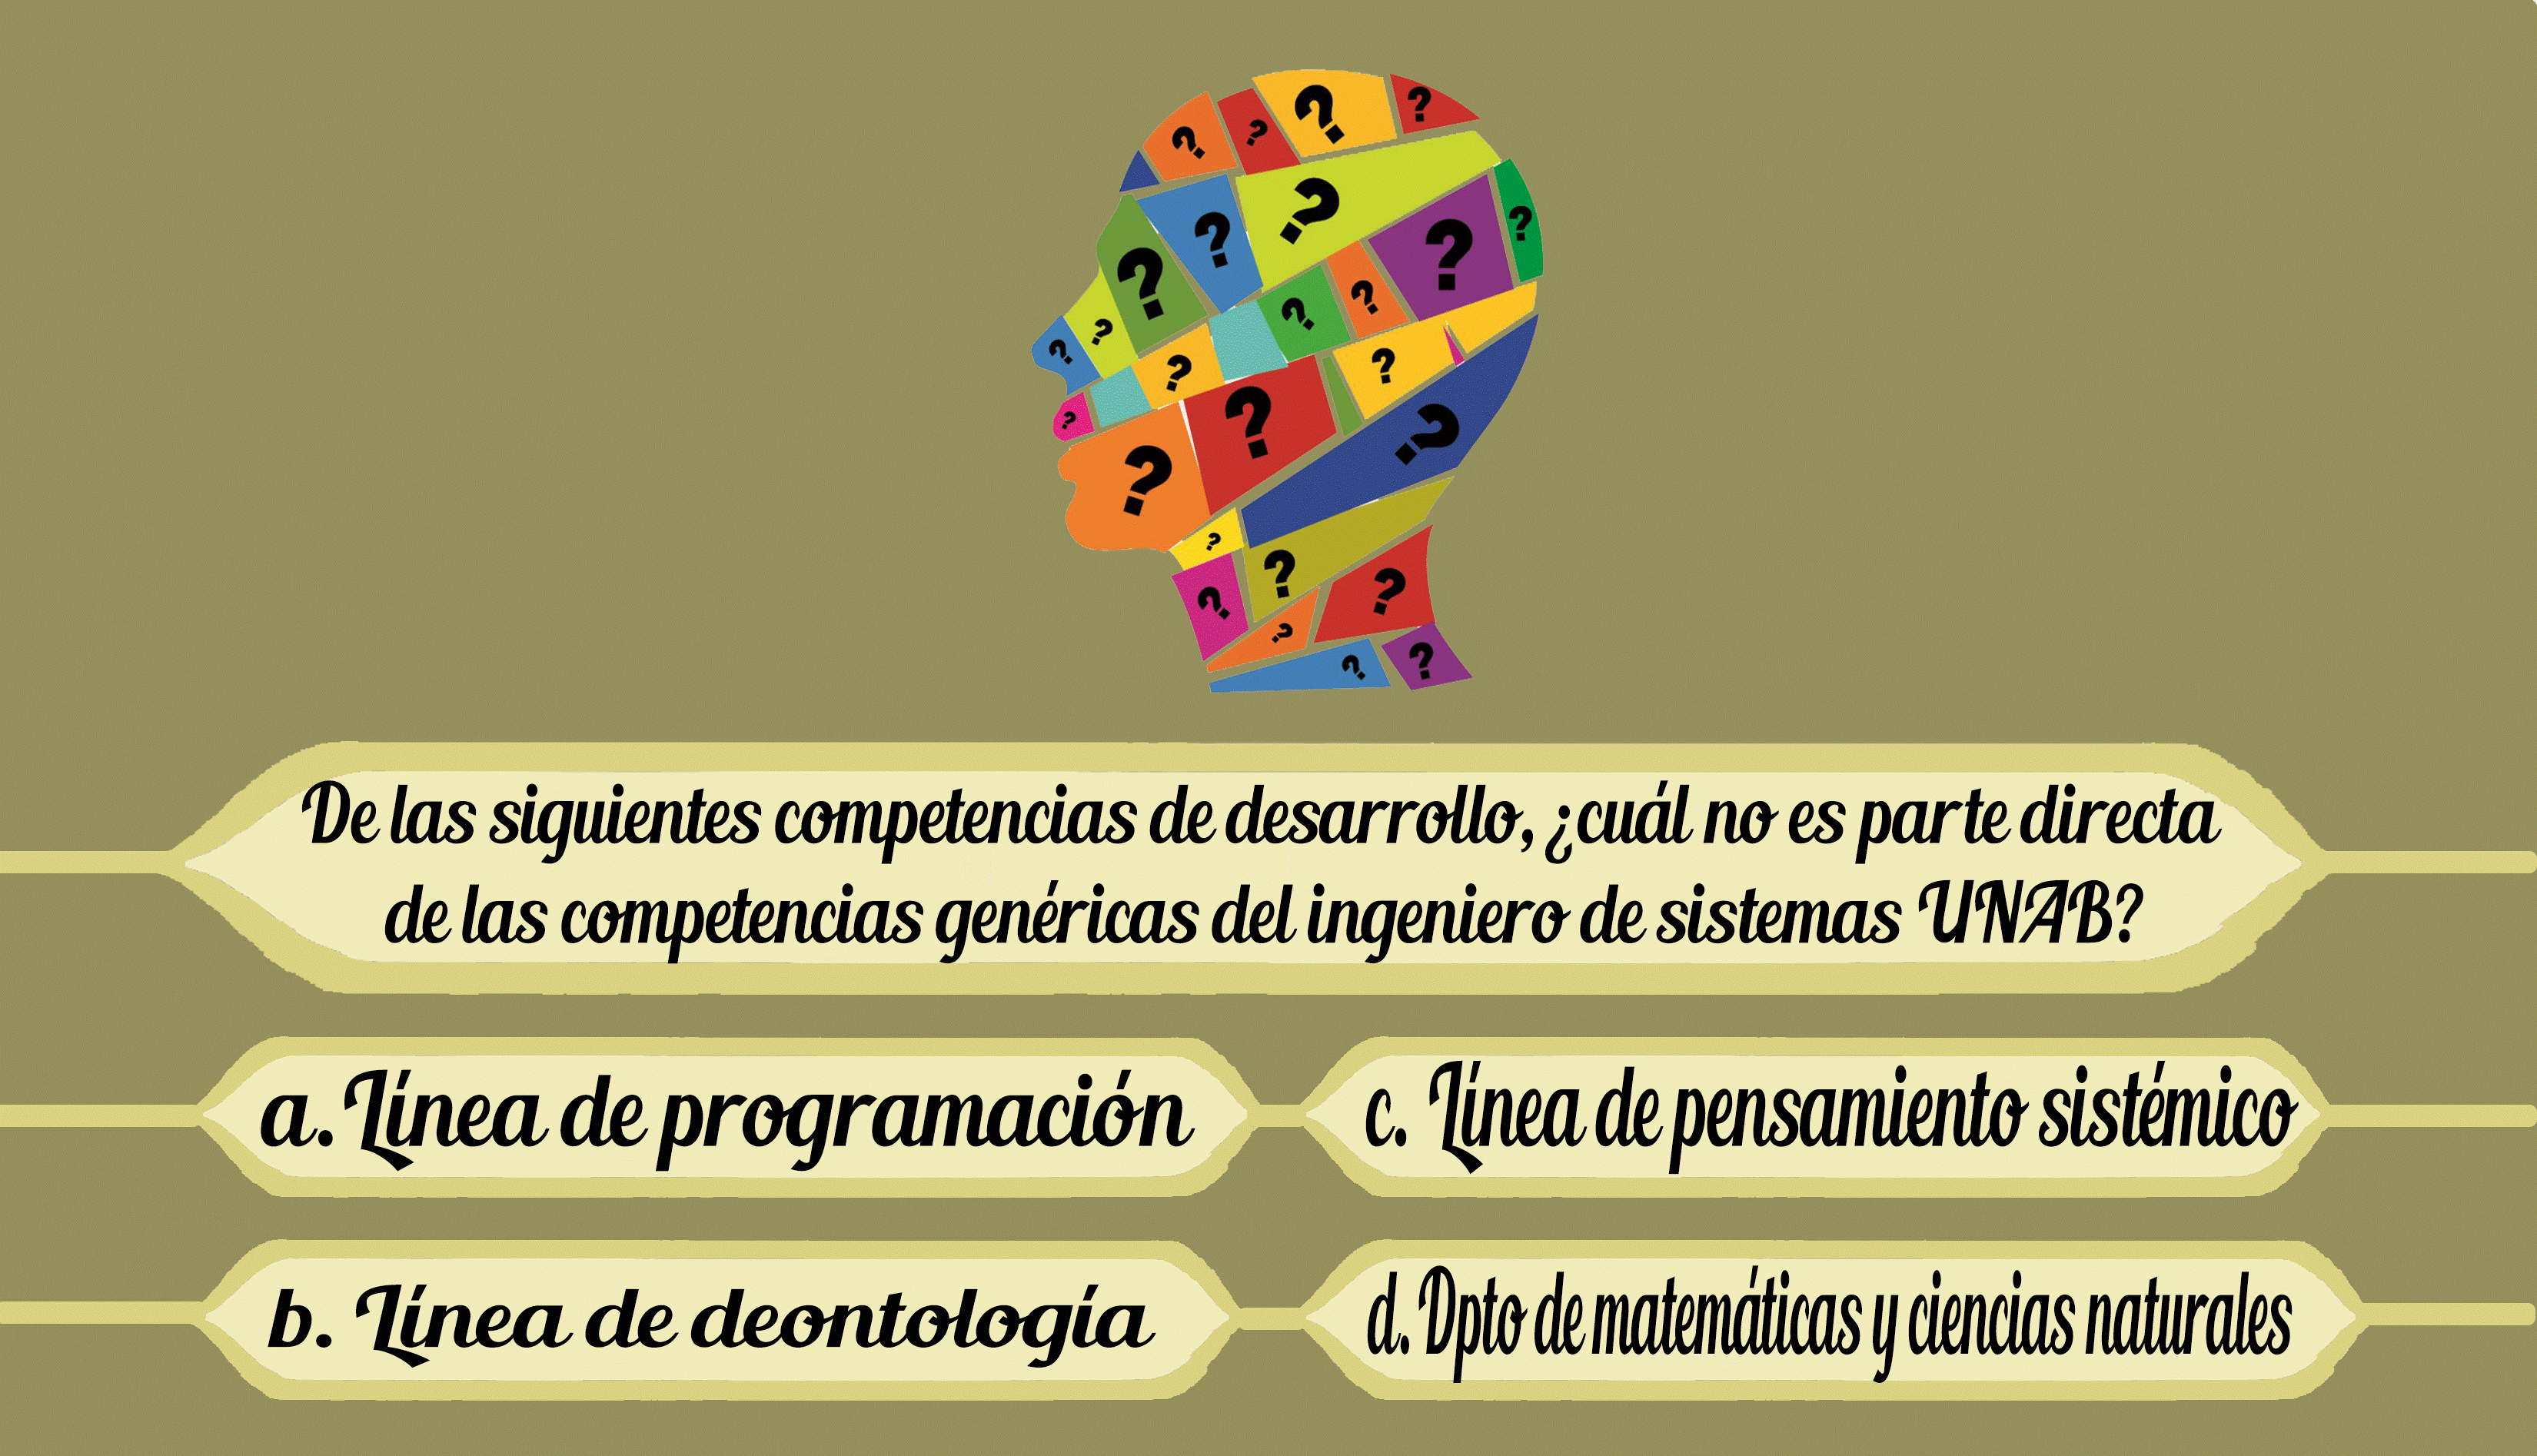 De las siguientes competencias de desarrollo, ¿cuál no es parte directa
de las competencias genéricas del ingeniero de sistemas UNAB?
a. Línea de programación
b. Línea de deontología
c. Línea de pensamiento sistémico
d. Dpto de matemáticas y ciencias naturales